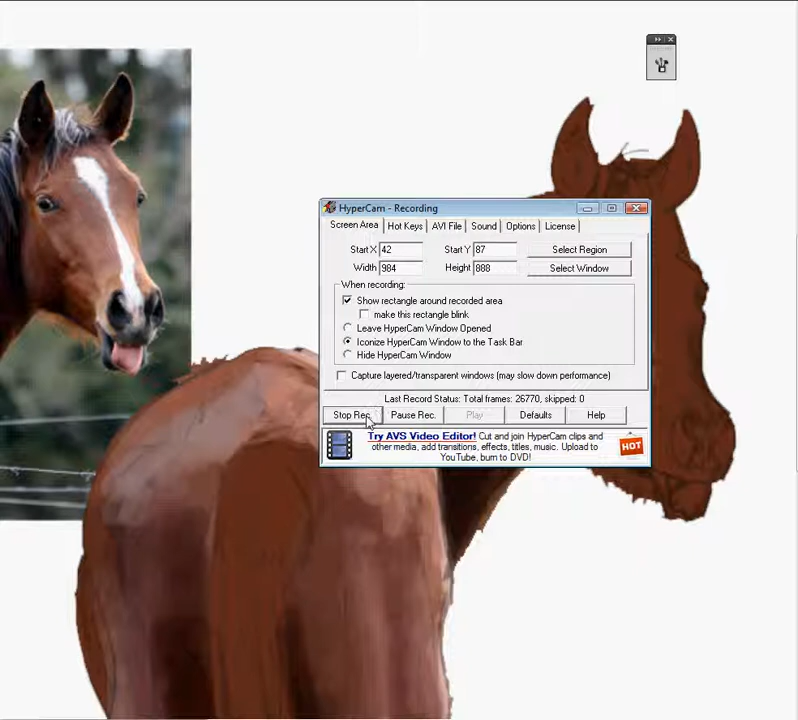 HyperCam - Recording
Screen Area Hot Keys AVI File Sound Options License
Start X 42 Start Y 87 Select Region
Width 984 Height 888 Select Window
When recording:
Show rectangle around recorded area
make this rectangle blink
Leave HyperCam Window Opened
Iconize HyperCam Window to the Task Bar
Hide HyperCam Window
Capture layered/transparent windows (may slow down performance)
Last Record Status: Total frames: 26770, skipped: 0
Stop Rec. Pause Rec. Play Defaults Help
Try AVS Video Editor! Cut and join HyperCam clips and
other media, add transitions, effects, titles, music. Upload to
YouTube, burn to DVD!
HOT